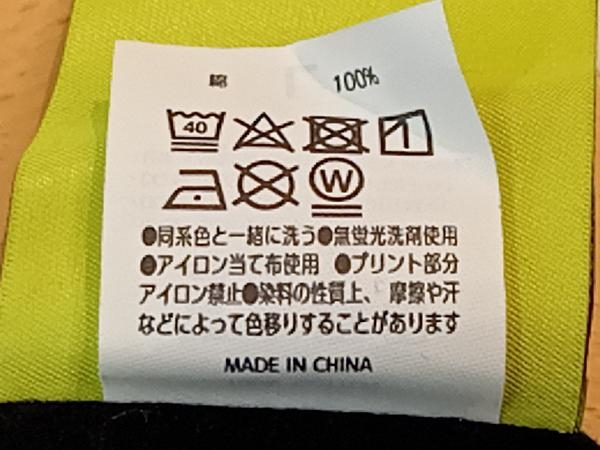 綿 100%
40
W
●同系色と一緒に洗う●無蛍光洗剤使用
●アイロン当て布使用 ●プリント部分
アイロン禁止●染料の性質上、摩擦や汗
などによって色移りすることがあります
MADE IN CHINA